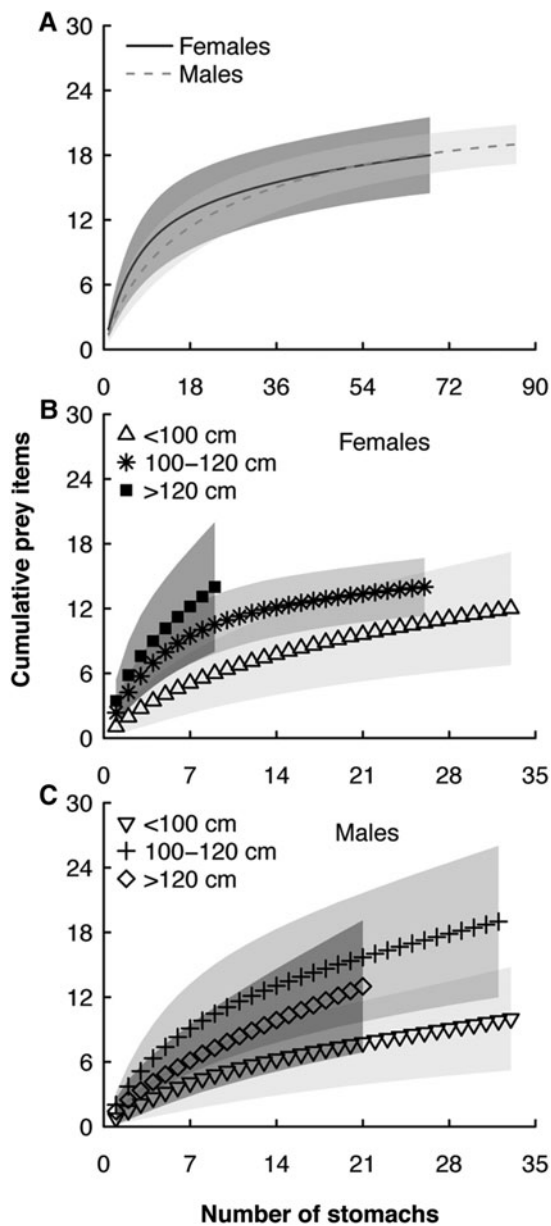 A
Females
Males
30
24
18
12
6
0
0 18 36 54 72 90
B
<100 cm
100–120 cm
>120 cm
Females
30
24
18
12
6
0
0 7 14 21 28 35
C
<100 cm
100–120 cm
>120 cm
Males
30
24
18
12
6
0
0 7 14 21 28 35
Cumulative prey items
Number of stomachs